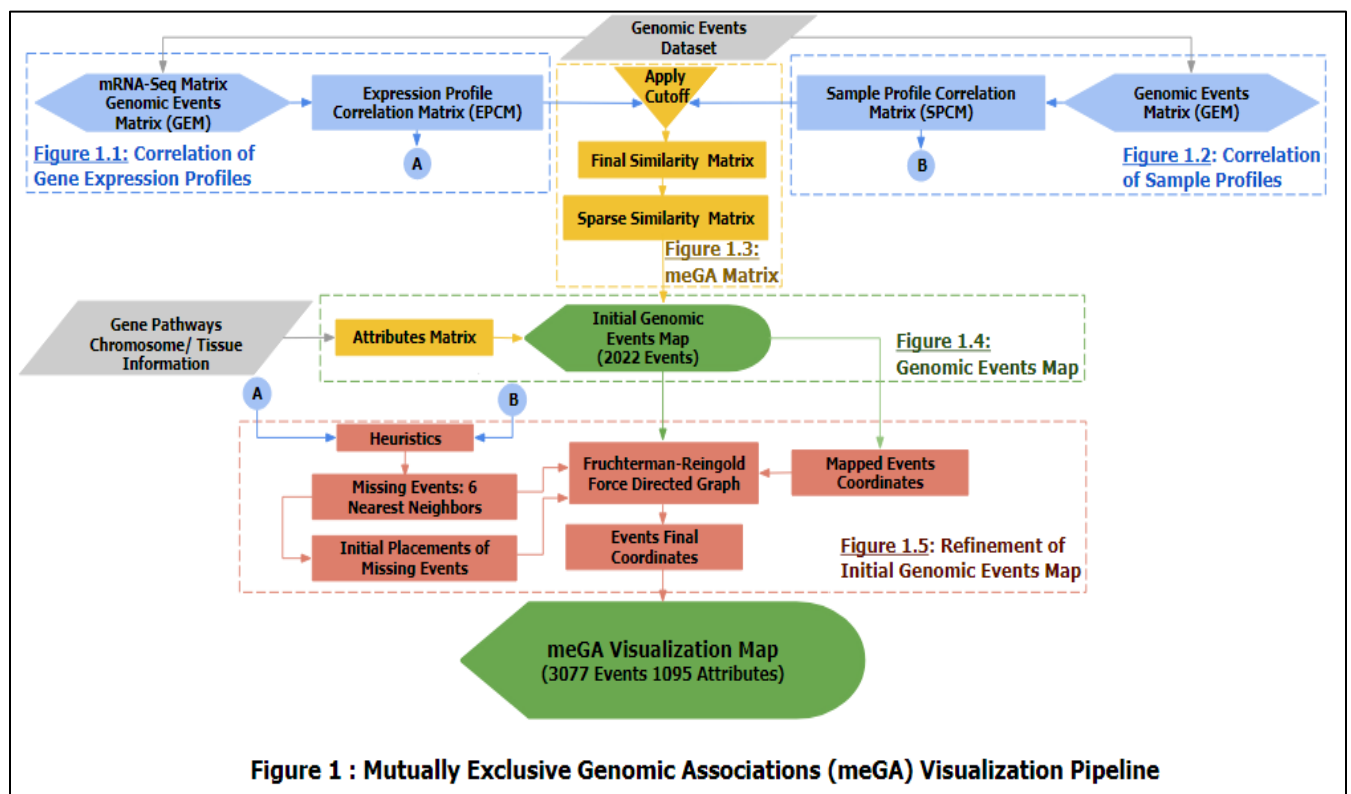 Genomic Events
Dataset
mRNA-Seq Matrix
Genomic Events
Matrix (GEM)
Expression Profile
Correlation Matrix (EPCM)
A
Figure 1.1: Correlation of
Gene Expression Profiles
Apply
Cutoff
Final Similarity Matrix
Sparse Similarity Matrix
Figure 1.3:
meGA Matrix
Sample Profile Correlation
Matrix (SPCM)
B
Genomic Events
Matrix (GEM)
Figure 1.2: Correlation
of Sample Profiles
Gene Pathways
Chromosome/ Tissue
Information
Attributes Matrix
Initial Genomic
Events Map
(2022 Events)
Figure 1.4:
Genomic Events Map
A
B
Heuristics
Missing Events: 6
Nearest Neighbors
Initial Placements of
Missing Events
Fruchterman-Reingold
Force Directed Graph
Mapped Events
Coordinates
Events Final
Coordinates
Figure 1.5: Refinement of
Initial Genomic Events Map
meGA Visualization Map
(3077 Events 1095 Attributes)
Figure 1 : Mutually Exclusive Genomic Associations (meGA) Visualization Pipeline